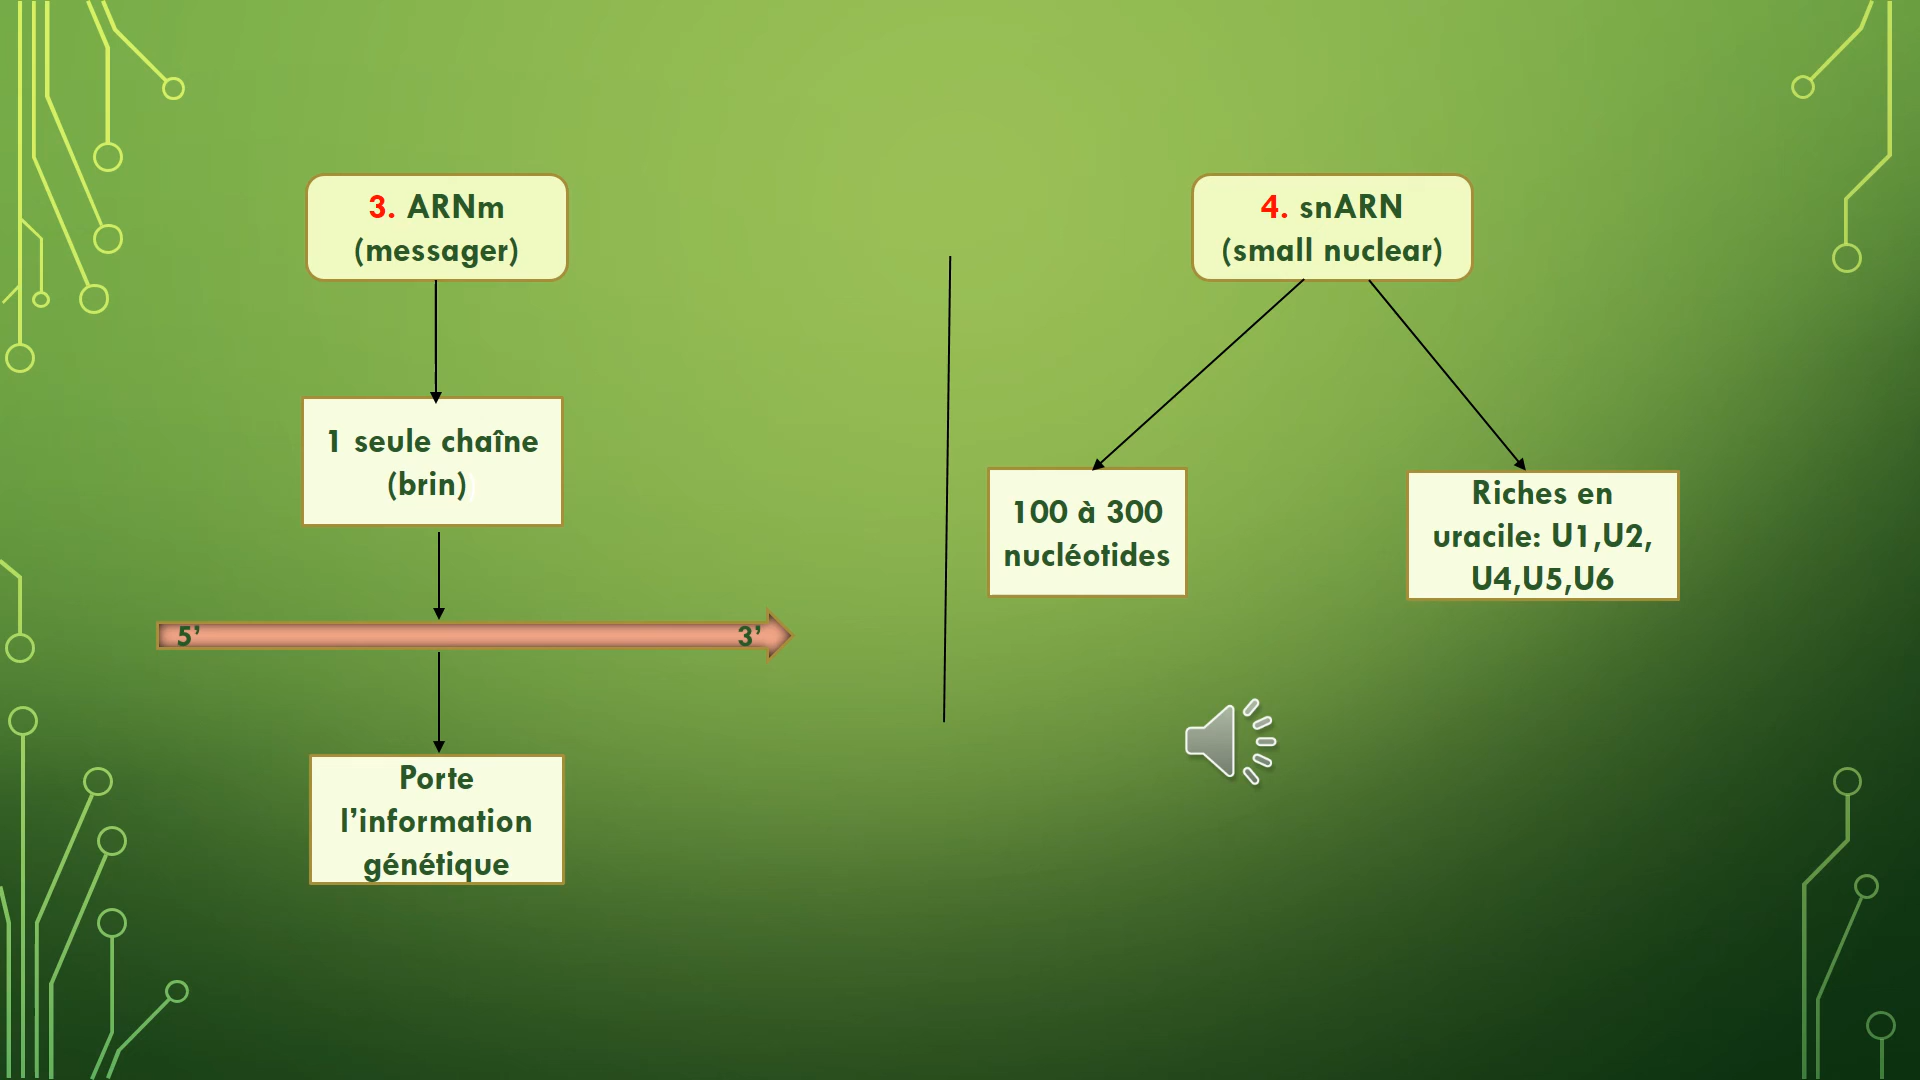 3. ARNm
(messager)
1 seule chaîne
(brin)
5’ 3’
Porte
l’information
génétique
4. snARN
(small nuclear)
100 à 300
nucléotides
Riches en
uracile: U1,U2,
U4,U5,U6